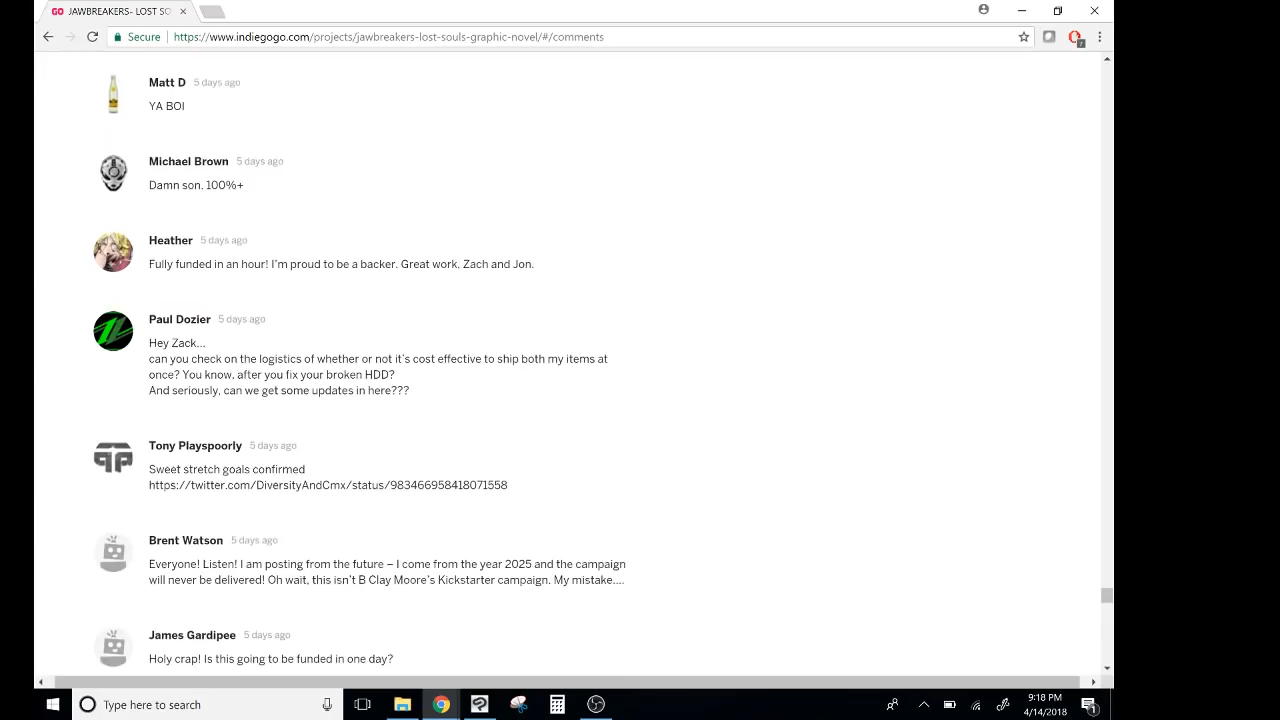 GO JAWBREAKERS- LOST SO
Secure https://www.indiegogo.com/projects/jawbreakers-lost-souls-graphic-novel/#/comments
7
Matt D 5 days ago
YA BOI
Michael Brown 5 days ago
Damn son. 100%+
Heather 5 days ago
Fully funded in an hour! I'm proud to be a backer. Great work, Zach and Jon.
Paul Dozier 5 days ago
Hey Zack...
can you check on the logistics of whether or not it's cost effective to ship both my items at
once? You know, after you fix your broken HDD?
And seriously, can we get some updates in here???
Tony Playspoorly 5 days ago
Sweet stretch goals confirmed
https://twitter.com/DiversityAndCmx/status/983466958418071558
Brent Watson 5 days ago
Everyone! Listen! I am posting from the future – I come from the year 2025 and the campaign
will never be delivered! Oh wait, this isn't B Clay Moore's Kickstarter campaign. My mistake....
James Gardipee 5 days ago
Holy crap! Is this going to be funded in one day?
Type here to search
9:18 PM
4/14/2018
1